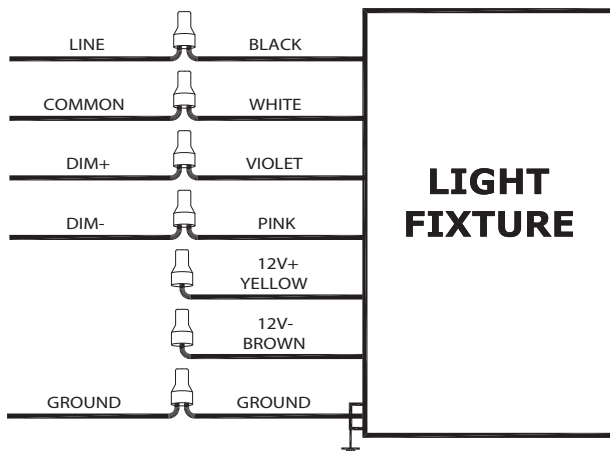 LINE BLACK
COMMON WHITE
DIM+ VIOLET
DIM- PINK
12V+
YELLOW
12V-
BROWN
GROUND GROUND
LIGHT
FIXTURE